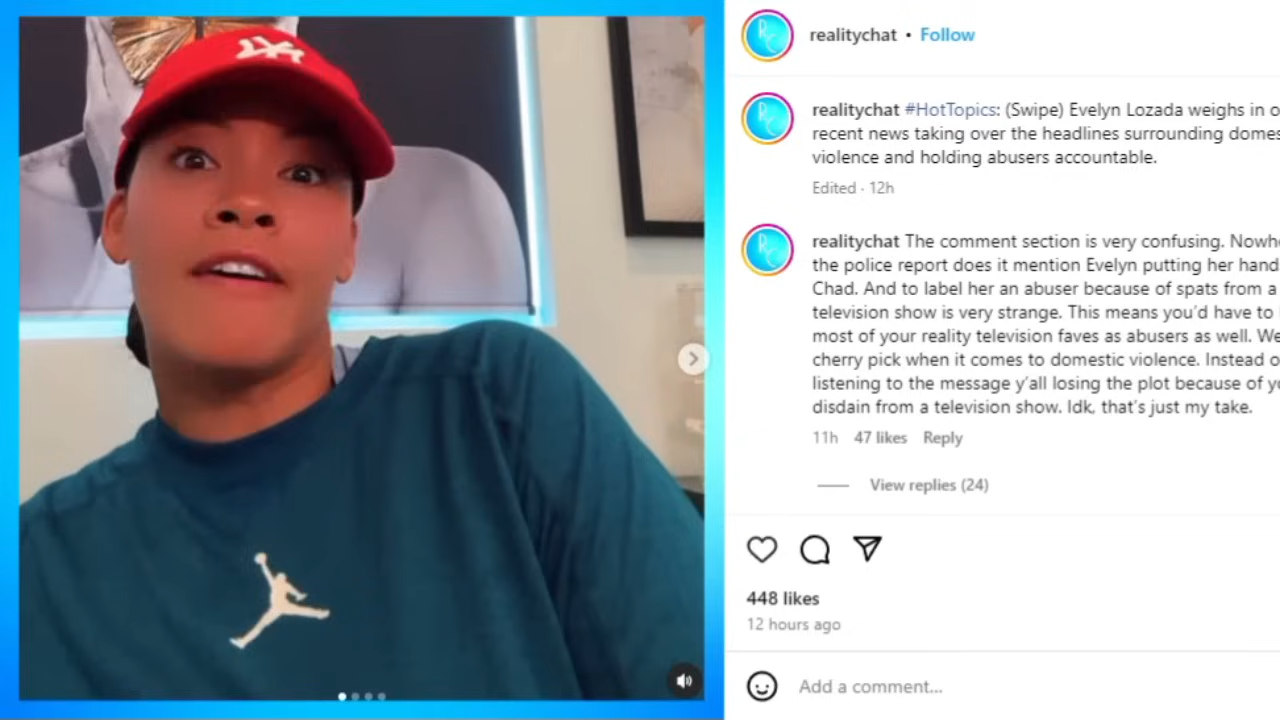 realitychat • Follow
realitychat #HotTopics: (Swipe) Evelyn Lozada weighs in o
recent news taking over the headlines surrounding domes
violence and holding abusers accountable.
Edited · 12h
realitychat The comment section is very confusing. Nowhe
the police report does it mention Evelyn putting her hand
Chad. And to label her an abuser because of spats from a
television show is very strange. This means you'd have to
most of your reality television faves as abusers as well. We
cherry pick when it comes to domestic violence. Instead o
listening to the message y'all losing the plot because of yo
disdain from a television show. Idk, that's just my take.
11h 47 likes Reply
View replies (24)
448 likes
12 hours ago
Add a comment...